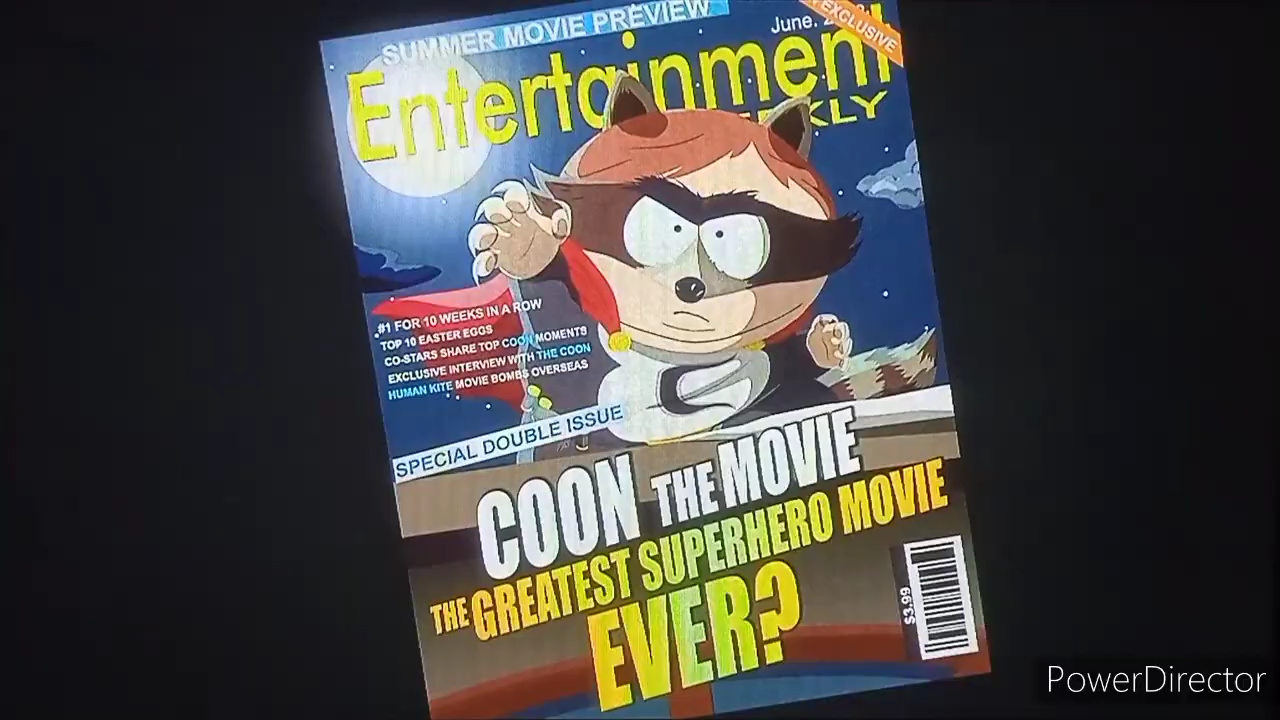 SUMMER MOVIE PREVIEW
June.
EXCLUSIVE
Entertainment
WEEKLY
#1 FOR 10 WEEKS IN A ROW
TOP 10 EASTER EGGS
CO-STARS SHARE TOP COON MOMENTS
EXCLUSIVE INTERVIEW WITH THE COON
HUMAN KITE MOVIE BOMBS OVERSEAS
SPECIAL DOUBLE ISSUE
COON THE MOVIE
THE GREATEST SUPERHERO MOVIE
EVER?
$3.99
PowerDirector